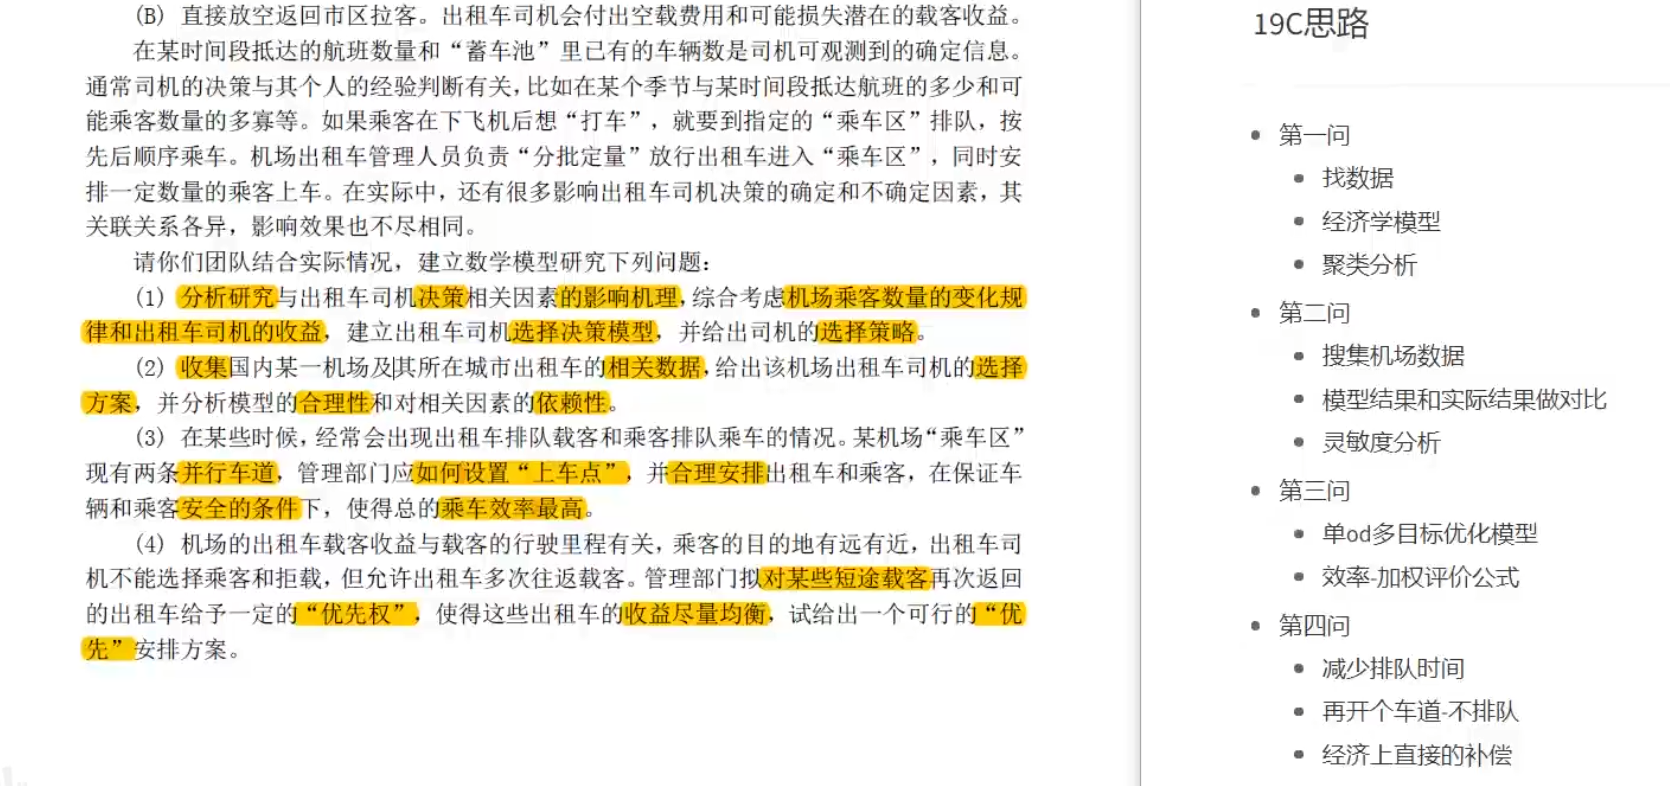 (B) 直接放空返回市区拉客。出租车司机会付出空载费用和可能损失潜在的载客收益。
在某时间段抵达的航班数量和“蓄车池”里已有的车辆数是司机可观测到的确定信息。
通常司机的决策与其个人的经验判断有关，比如在某个季节与某时间段抵达航班的多少和可
能乘客数量的多寡等。如果乘客在下飞机后想“打车”，就要到指定的“乘车区”排队，按
先后顺序乘车。机场出租车管理人员负责“分批定量”放行出租车进入“乘车区”，同时安
排一定数量的乘客上车。在实际中，还有很多影响出租车司机决策的确定和不确定因素，其
关联关系各异，影响效果也不尽相同。
请你们团队结合实际情况，建立数学模型研究下列问题：
(1) 分析研究与出租车司机决策相关因素的影响机理，综合考虑机场乘客数量的变化规
律和出租车司机的收益，建立出租车司机选择决策模型，并给出司机的选择策略。
(2) 收集国内某一机场及其所在城市出租车的相关数据，给出该机场出租车司机的选择
方案，并分析模型的合理性和对相关因素的依赖性。
(3) 在某些时候，经常会出现出租车排队载客和乘客排队乘车的情况。某机场“乘车区”
现有两条并行车道，管理部门应如何设置“上车点”，并合理安排出租车和乘客，在保证车
辆和乘客安全的条件下，使得总的乘车效率最高。
(4) 机场的出租车载客收益与载客的行驶里程有关，乘客的目的地有远有近，出租车司
机不能选择乘客和拒载，但允许出租车多次往返载客。管理部门拟对某些短途载客再次返回
的出租车给予一定的“优先权”，使得这些出租车的收益尽量均衡，试给出一个可行的“优
先”安排方案。
19C思路
第一问
找数据
经济学模型
聚类分析
第二问
搜集机场数据
模型结果和实际结果做对比
灵敏度分析
第三问
单od多目标优化模型
效率-加权评价公式
第四问
减少排队时间
再开个车道-不排队
经济上直接的补偿